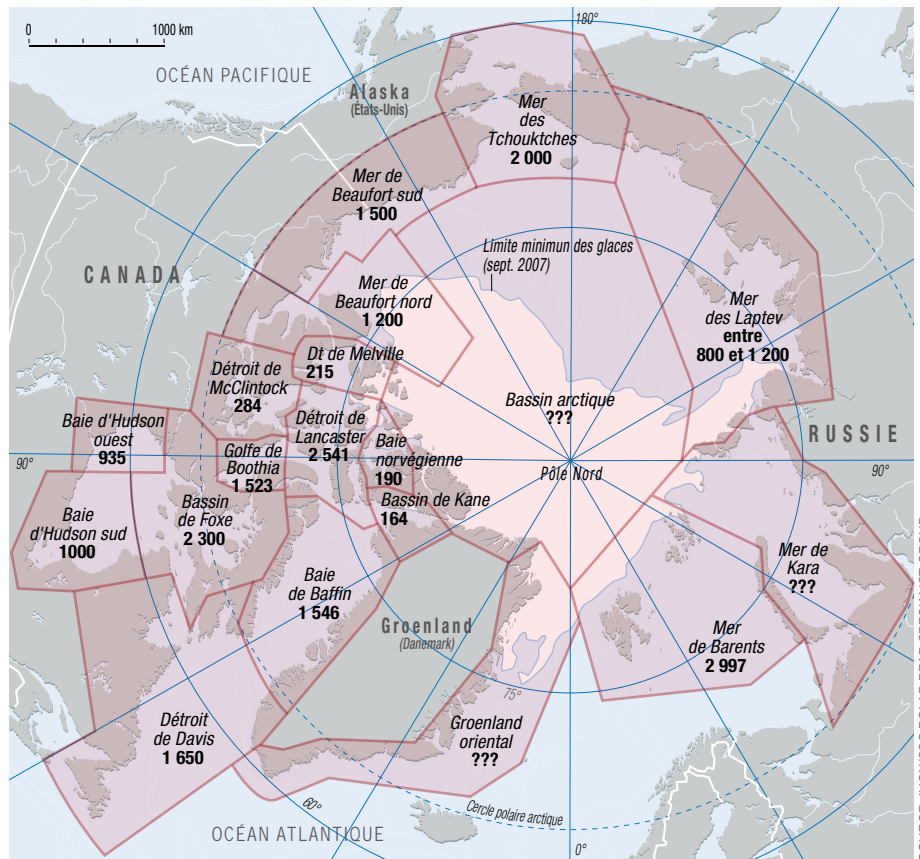 0
1000 km
180°
OCÉAN PACIFIQUE
Alaska
(États-Unis)
Mer
des
Tchouktches
2 000
Mer de
Beaufort sud
1 500
Limite minimun des glaces
(sept. 2007)
CANADA
Mer de
Beaufort nord
1 200
Mer
des Laptev
entre
800 et 1 200
Dt de Melville
215
Détroit de
McClintock
284
Bassin arctique
???
Baie d'Hudson
ouest
935
Détroit de
Lancaster
2 541
Baie
norvégienne
190
RUSSIE
Golfe de
Boothia
1 523
90°
Pôle Nord
90°
Bassin de Kane
164
Bassin
de Foxe
2 300
Baie
d'Hudson sud
1000
Mer de
Kara
???
Baie
de Baffin
1 546
Groenland
(Danemark)
Mer
de Barents
2 997
75°
Groenland
oriental
???
Détroit
de Davis
1 650
60°
Cercle polaire arctique
OCÉAN ATLANTIQUE
0°